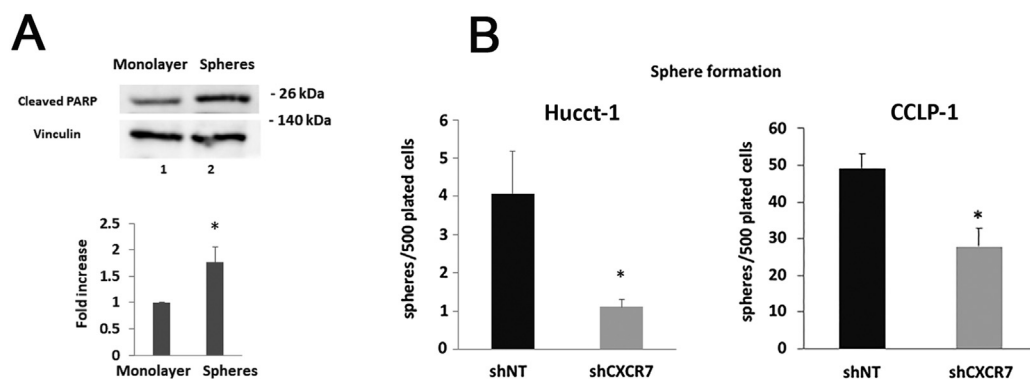 A
Monolayer Spheres
Cleaved PARP
- 26 kDa
- 140 kDa
Vinculin
1 2
Fold increase
2.5
2
1.5
1
0.5
0
*
Monolayer Spheres
B
Sphere formation
Hucct-1
spheres/500 plated cells
6
5
4
3
2
1
0
*
shNT shCXCR7
CCLP-1
spheres/500 plated cells
60
50
40
30
20
10
0
*
shNT shCXCR7